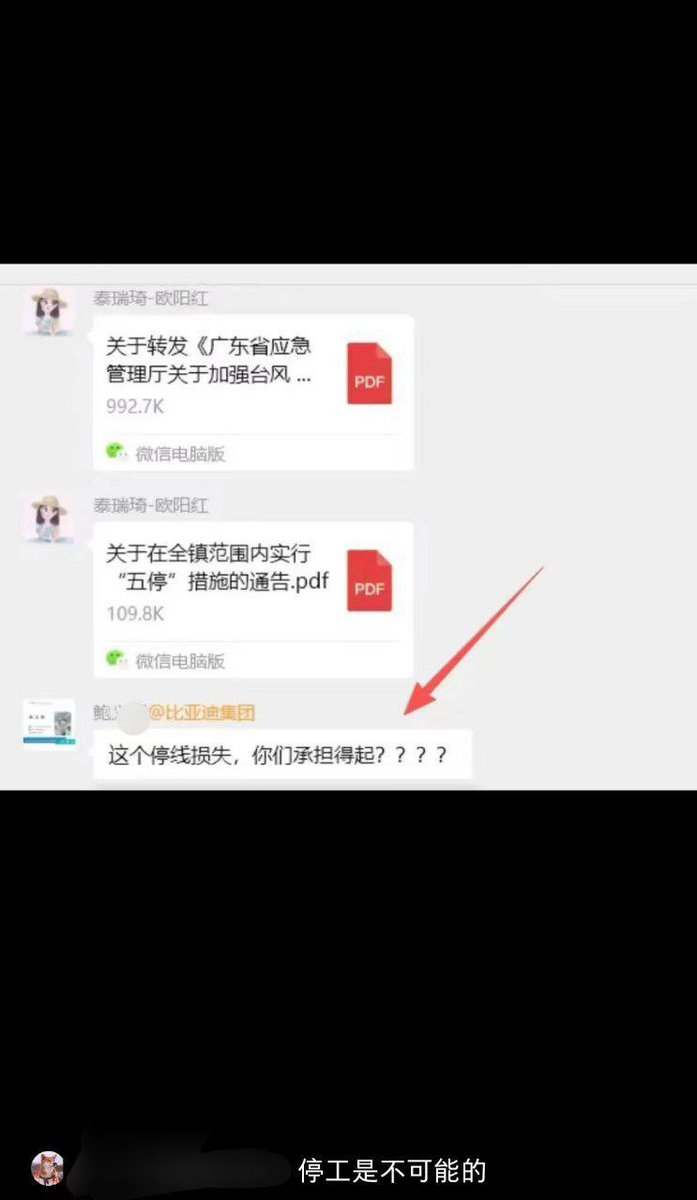 泰瑞琦-欧阳红
关于转发《广东省应急
管理厅关于加强台风 ...
PDF
992.7K
微信电脑版
泰瑞琦-欧阳红
关于在全镇范围内实行
“五停”措施的通告.pdf
PDF
109.8K
微信电脑版
鲍 @比亚迪集团
这个停线损失，你们承担得起？？？？
停工是不可能的